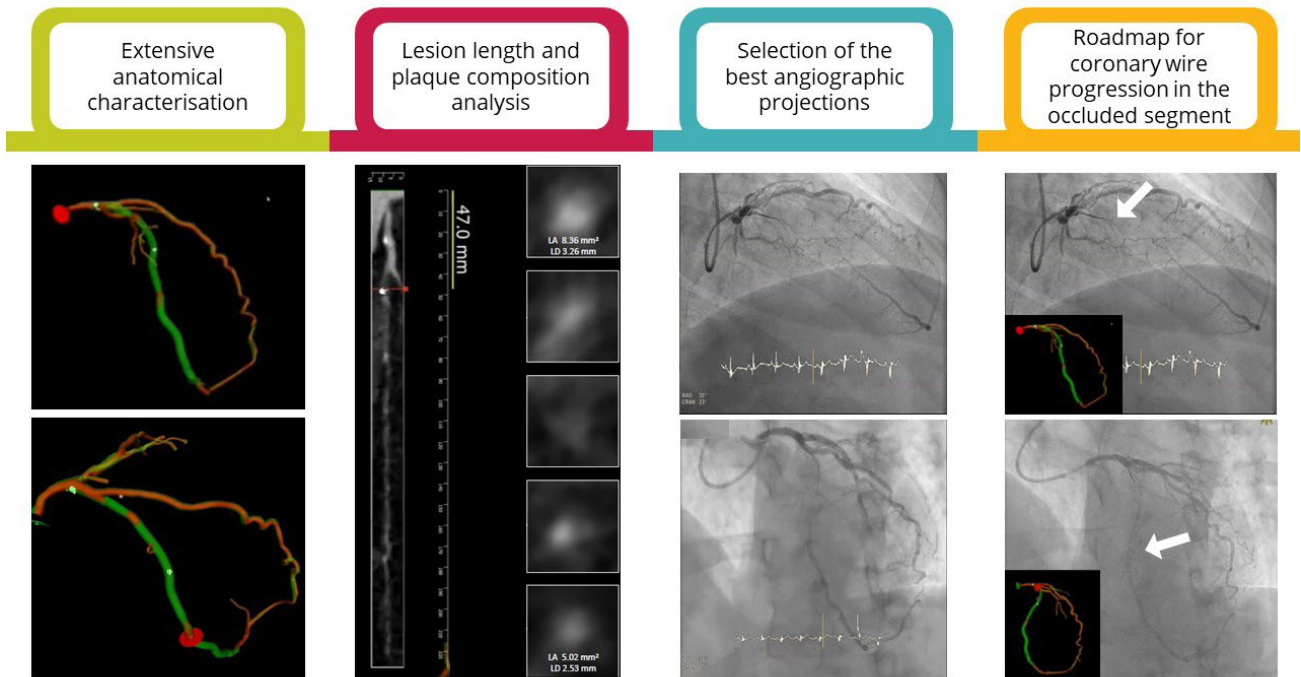 Extensive
anatomical
characterisation
Lesion length and
plaque composition
analysis
Selection of the
best angiographic
projections
Roadmap for
coronary wire
progression in the
occluded segment
47.0 mm
LA 8.36 mm²
LD 3.26 mm
LA 5.02 mm²
LD 2.53 mm